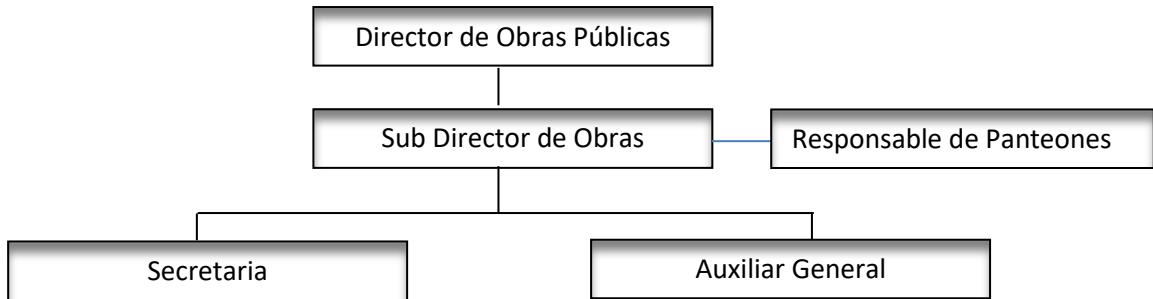 Director de Obras Públicas
Sub Director de Obras
Responsable de Panteones
Secretaria
Auxiliar General